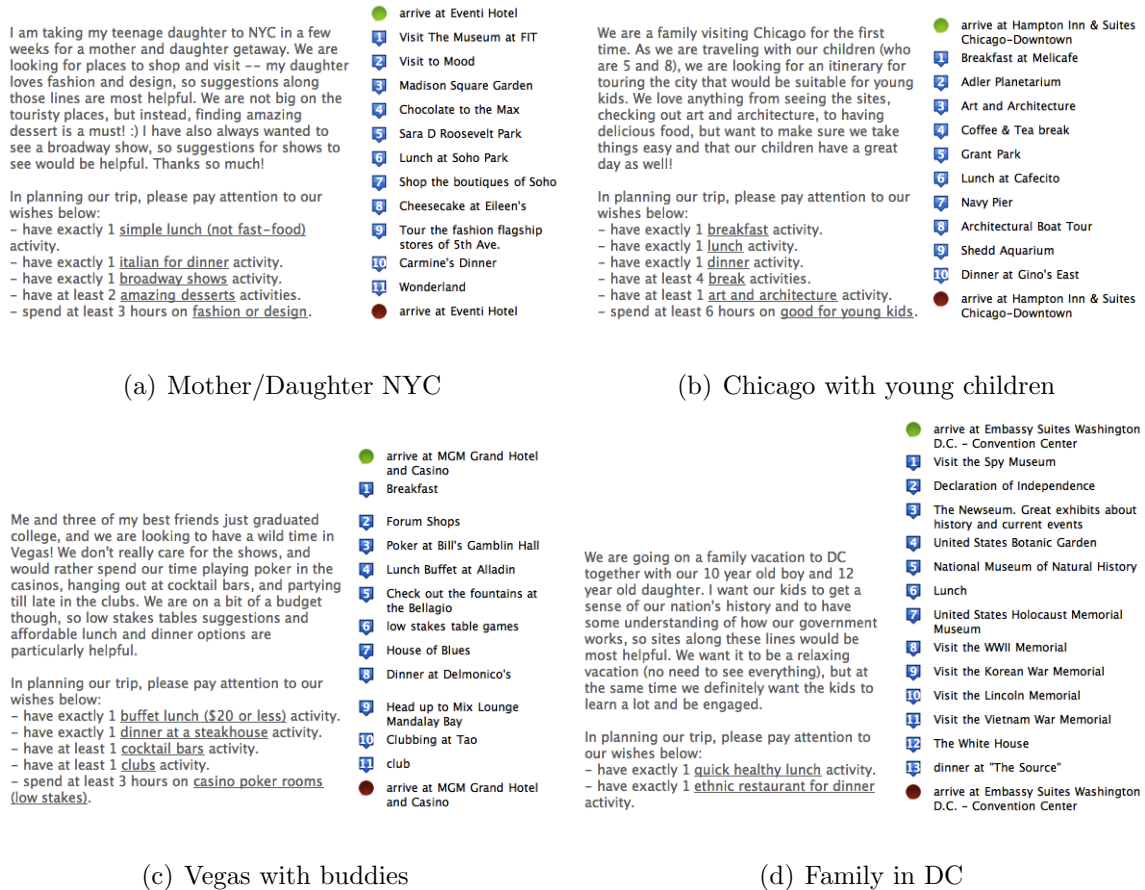 I am taking my teenage daughter to NYC in a few
weeks for a mother and daughter getaway. We are
looking for places to shop and visit -- my daughter
loves fashion and design, so suggestions along
those lines are most helpful. We are not big on the
touristy places, but instead, finding amazing
dessert is a must! :) I have also always wanted to
see a broadway show, so suggestions for shows to
see would be helpful. Thanks so much!
In planning our trip, please pay attention to our
wishes below:
- have exactly 1 simple lunch (not fast-food)
activity.
- have exactly 1 italian for dinner activity.
- have exactly 1 broadway shows activity.
- have at least 2 amazing desserts activities.
- spend at least 3 hours on fashion or design.
arrive at Eventi Hotel
1 Visit The Museum at FIT
2 Visit to Mood
3 Madison Square Garden
4 Chocolate to the Max
5 Sara D Roosevelt Park
6 Lunch at Soho Park
7 Shop the boutiques of Soho
8 Cheesecake at Eileen's
9 Tour the fashion flagship
stores of 5th Ave.
10 Carmine's Dinner
11 Wonderland
arrive at Eventi Hotel
(a) Mother/Daughter NYC
We are a family visiting Chicago for the first
time. As we are traveling with our children (who
are 5 and 8), we are looking for an itinerary for
touring the city that would be suitable for young
kids. We love anything from seeing the sites,
checking out art and architecture, to having
delicious food, but want to make sure we take
things easy and that our children have a great
day as well!
In planning our trip, please pay attention to our
wishes below:
- have exactly 1 breakfast activity.
- have exactly 1 lunch activity.
- have exactly 1 dinner activity.
- have at least 4 break activities.
- have at least 1 art and architecture activity.
- spend at least 6 hours on good for young kids.
arrive at Hampton Inn & Suites
Chicago-Downtown
1 Breakfast at Melicafe
2 Adler Planetarium
3 Art and Architecture
4 Coffee & Tea break
5 Grant Park
6 Lunch at Cafecito
7 Navy Pier
8 Architectural Boat Tour
9 Shedd Aquarium
10 Dinner at Gino's East
arrive at Hampton Inn & Suites
Chicago-Downtown
(b) Chicago with young children
Me and three of my best friends just graduated
college, and we are looking to have a wild time in
Vegas! We don't really care for the shows, and
would rather spend our time playing poker in the
casinos, hanging out at cocktail bars, and partying
till late in the clubs. We are on a bit of a budget
though, so low stakes tables suggestions and
affordable lunch and dinner options are
particularly helpful.
In planning our trip, please pay attention to our
wishes below:
- have exactly 1 buffet lunch ($20 or less) activity.
- have exactly 1 dinner at a steakhouse activity.
- have at least 1 cocktail bars activity.
- have at least 1 clubs activity.
- spend at least 3 hours on casino poker rooms
(low stakes).
arrive at MGM Grand Hotel
and Casino
1 Breakfast
2 Forum Shops
3 Poker at Bill's Gamblin Hall
4 Lunch Buffet at Alladin
5 Check out the fountains at
the Bellagio
6 low stakes table games
7 House of Blues
8 Dinner at Delmonico's
9 Head up to Mix Lounge
Mandalay Bay
10 Clubbing at Tao
11 club
arrive at MGM Grand Hotel
and Casino
(c) Vegas with buddies
We are going on a family vacation to DC
together with our 10 year old boy and 12
year old daughter. I want our kids to get a
sense of our nation's history and to have
some understanding of how our government
works, so sites along these lines would be
most helpful. We want it to be a relaxing
vacation (no need to see everything), but at
the same time we definitely want the kids to
learn a lot and be engaged.
In planning our trip, please pay attention to
our wishes below:
- have exactly 1 quick healthy lunch activity.
- have exactly 1 ethnic restaurant for dinner
activity.
arrive at Embassy Suites Washington
D.C. - Convention Center
1 Visit the Spy Museum
2 Declaration of Independence
3 The Newseum. Great exhibits about
history and current events
4 United States Botanic Garden
5 National Museum of Natural History
6 Lunch
7 United States Holocaust Memorial
Museum
8 Visit the WWII Memorial
9 Visit the Korean War Memorial
10 Visit the Lincoln Memorial
11 Visit the Vietnam War Memorial
12 The White House
13 dinner at "The Source"
arrive at Embassy Suites Washington
D.C. - Convention Center
(d) Family in DC